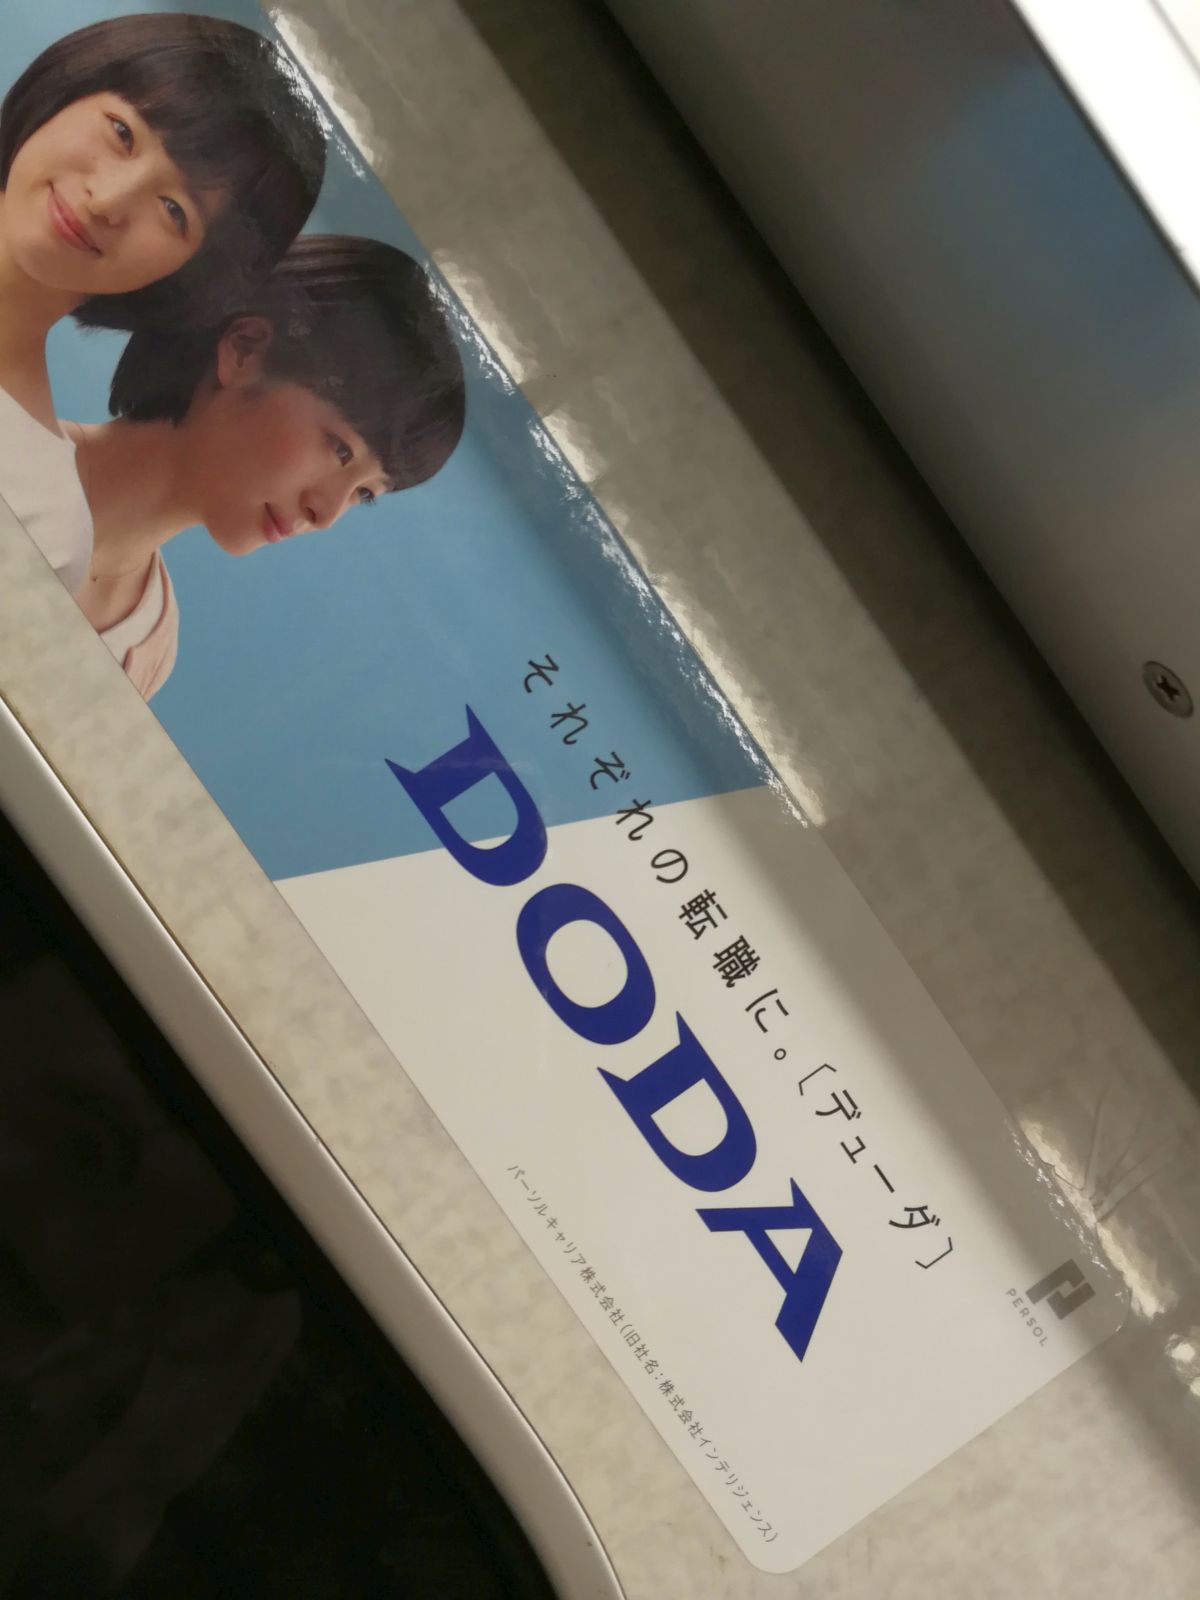 それぞれの転職に。〔デューダ〕
DODA
パーソルキャリア株式会社(旧社名:株式会社インテリジェンス)
PERSOL